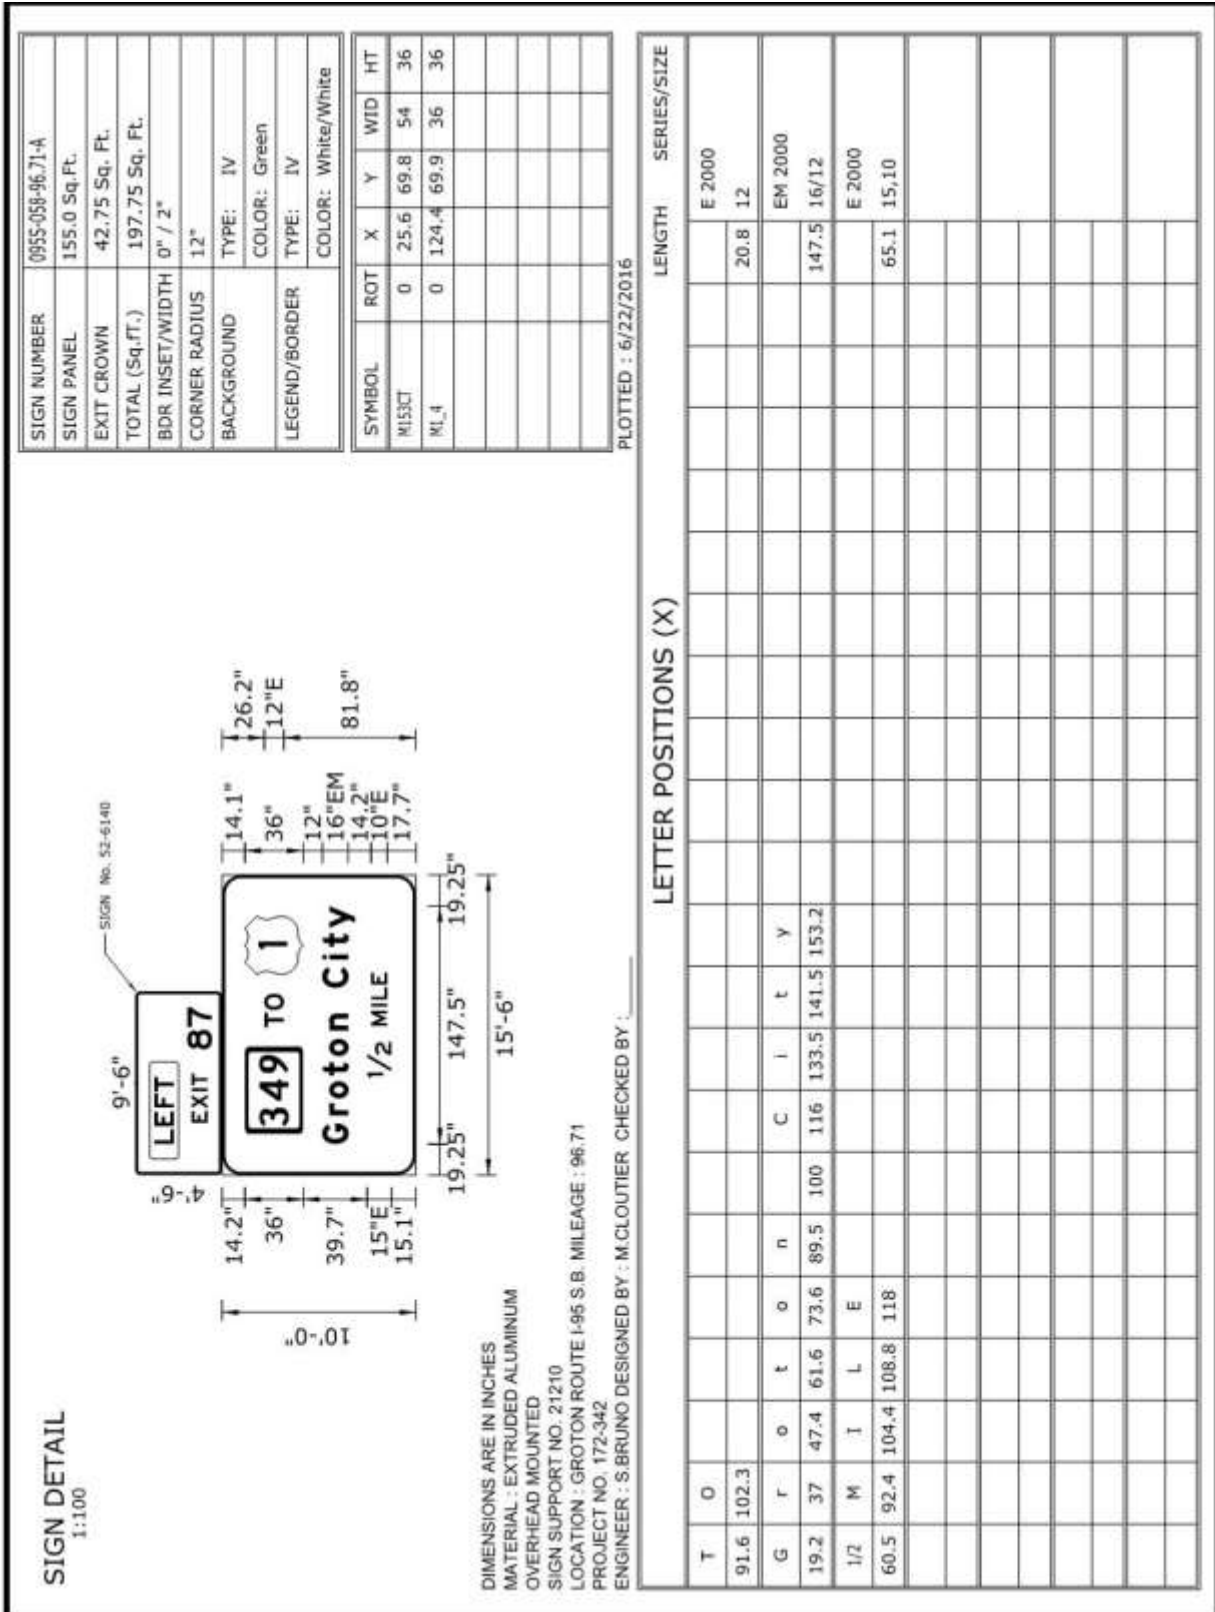 SIGN DETAIL
1:100
SIGN No. S2-6140
9'-6"
4'-6"
LEFT
EXIT 87
349 TO 1
Groton City
1/2 MILE
14.2"
36"
39.7"
15"E
15.1"
10'-0"
14.1"
36"
12"
16"EM
14.2"
10"E
17.7"
26.2"
12"E
81.8"
19.25" 147.5" 19.25"
15'-6"
DIMENSIONS ARE IN INCHES
MATERIAL : EXTRUDED ALUMINUM
OVERHEAD MOUNTED
SIGN SUPPORT NO. 21210
LOCATION : GROTON ROUTE I-95 S.B. MILEAGE : 96.71
PROJECT NO. 172-342
ENGINEER : S.BRUNO DESIGNED BY : M.CLOUTIER CHECKED BY :
SIGN NUMBER 0955-058-96.71-A
SIGN PANEL 155.0 Sq.Ft.
EXIT CROWN 42.75 Sq. Ft.
TOTAL (Sq.fT.) 197.75 Sq. Ft.
BDR INSET/WIDTH 0" / 2"
CORNER RADIUS 12"
BACKGROUND TYPE: IV
COLOR: Green
LEGEND/BORDER TYPE: IV
COLOR: White/White
SYMBOL ROT X Y WID HT
M153CT 0 25.6 69.8 54 36
M1_4 0 124.4 69.9 36 36
PLOTTED : 6/22/2016
LETTER POSITIONS (X) LENGTH SERIES/SIZE
T O E 2000
91.6 102.3 20.8 12
G r o t o n C i t y EM 2000
19.2 37 47.4 61.6 73.6 89.5 100 116 133.5 141.5 153.2 147.5 16/12
1/2 M I L E E 2000
60.5 92.4 104.4 108.8 118 65.1 15,10